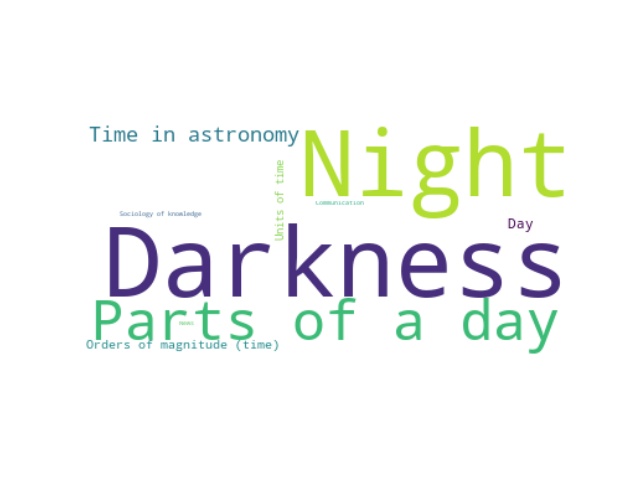 Time in astronomy
Night
Units of time
Communication
Sociology of knowledge
Day
Darkness
Parts of a day
Orders of magnitude (time)